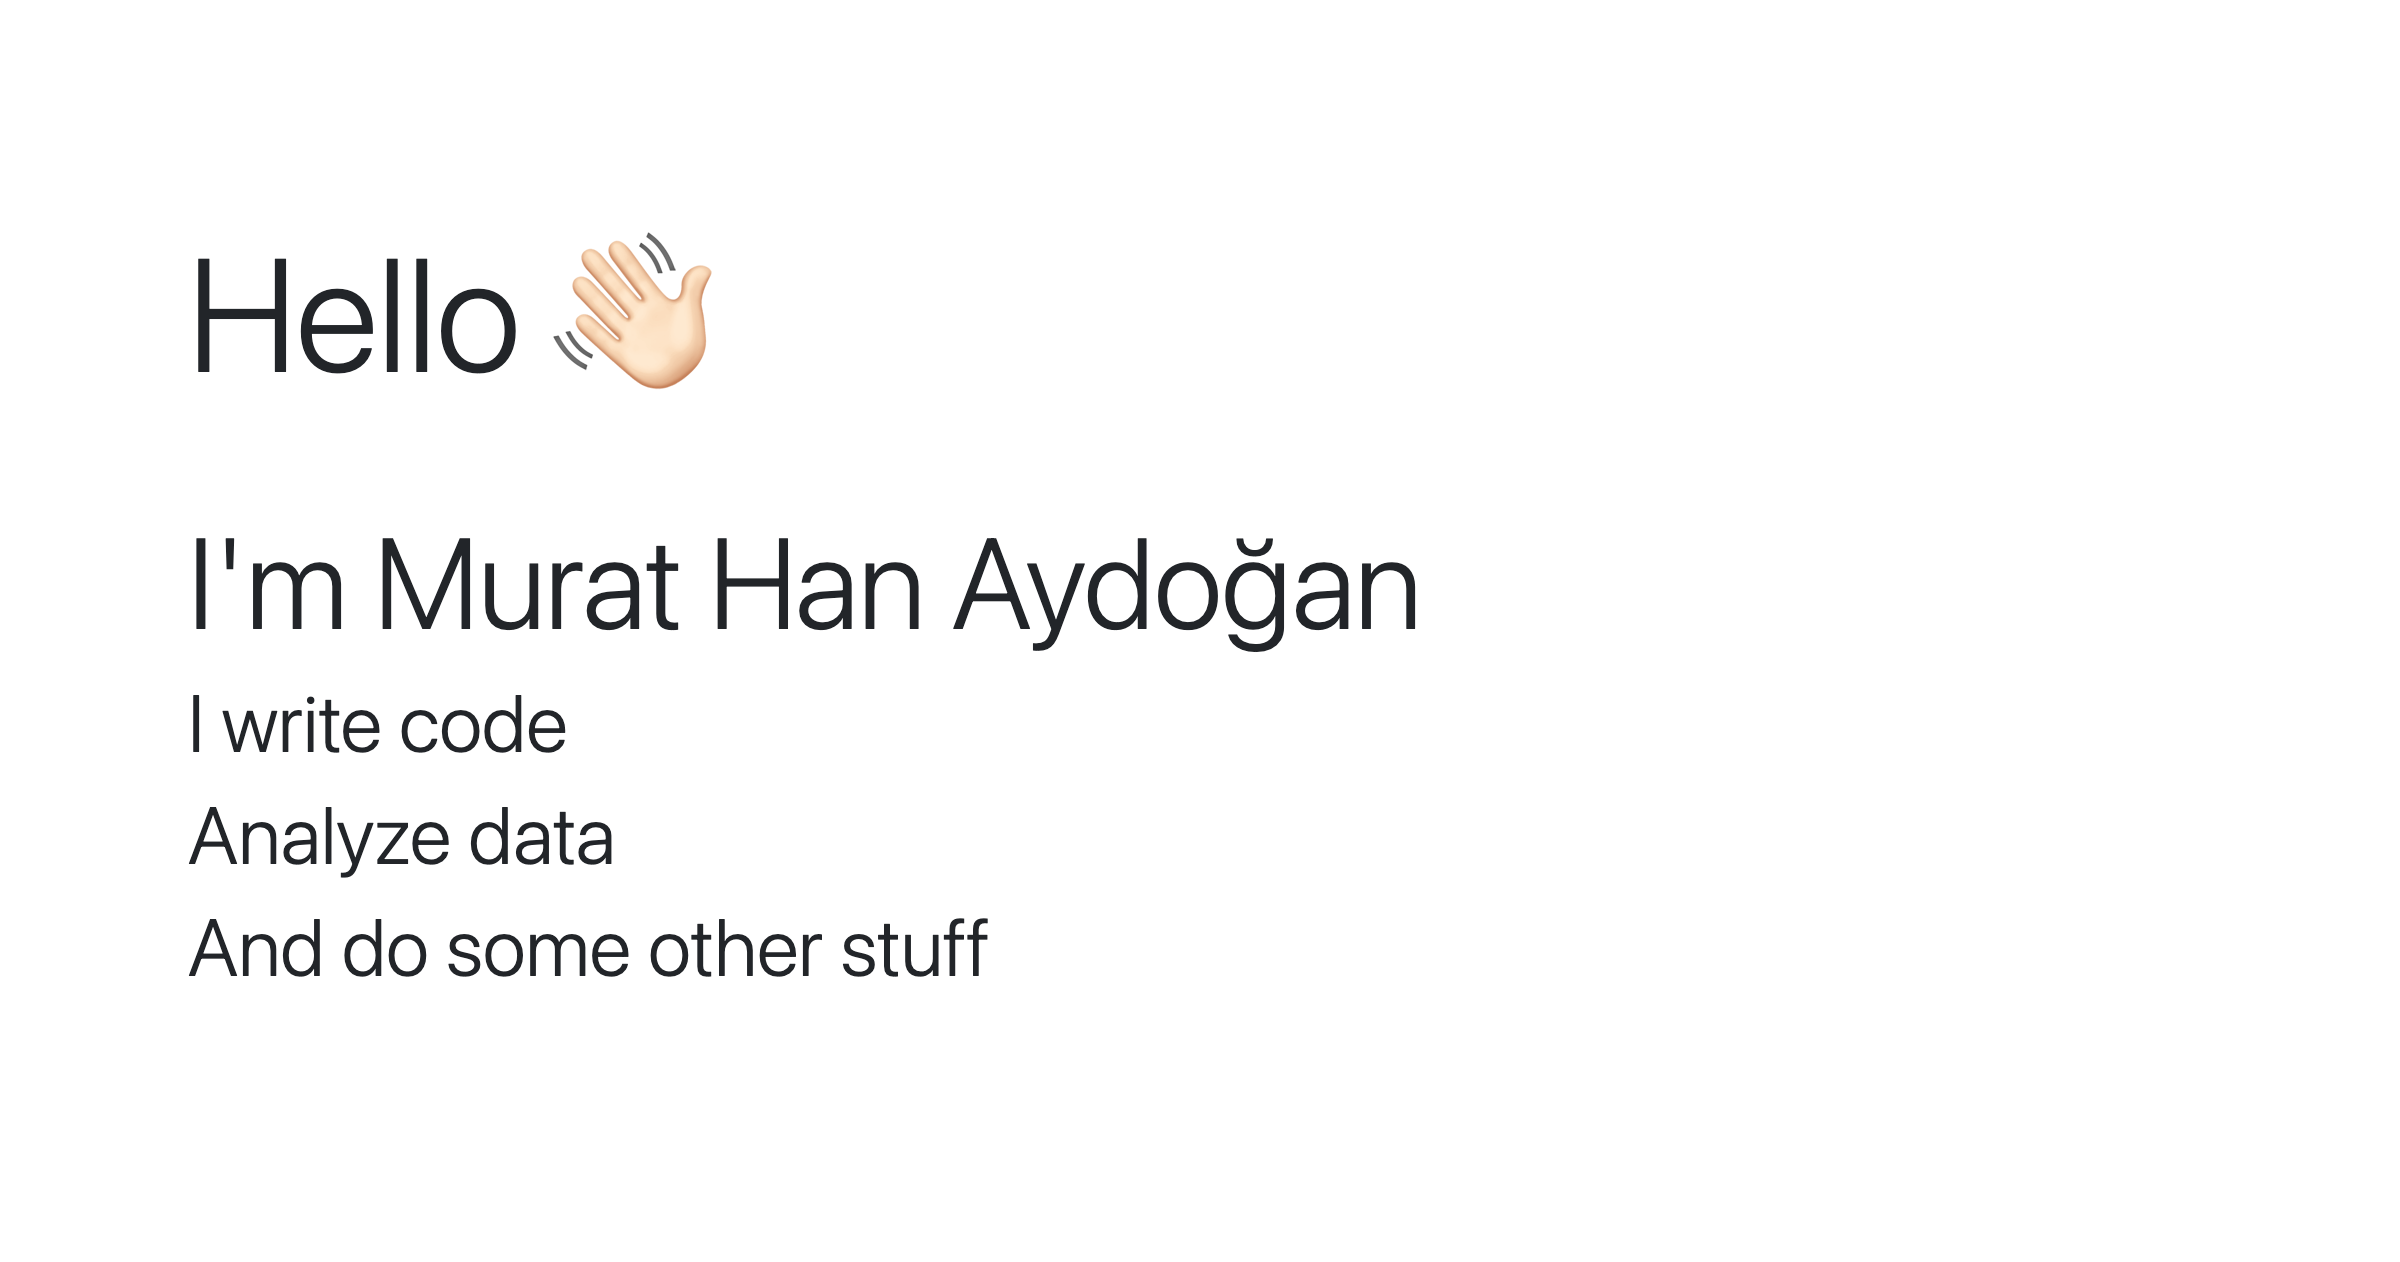 Hello 👋🏻
I'm Murat Han Aydoğan
I write code
Analyze data
And do some other stuff